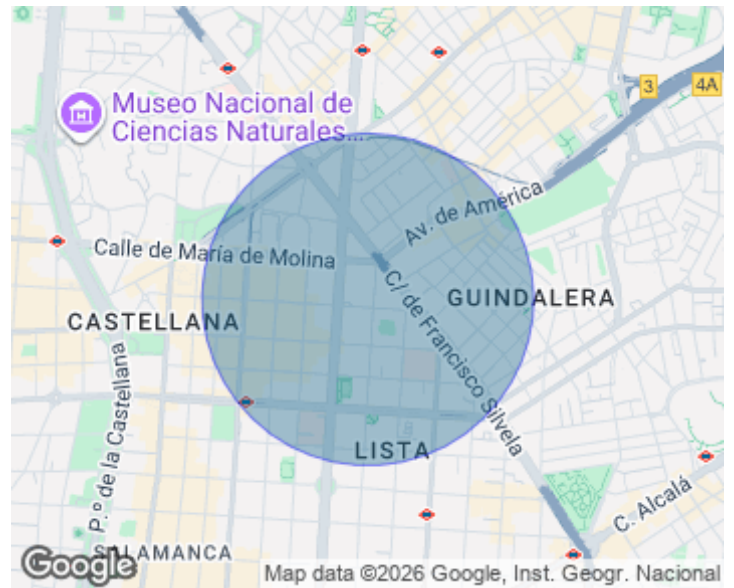 3
4A
Museo Nacional de
Ciencias Naturales...
Av. de América
Calle de María de Molina
C/ de Francisco Silvela
GUINDALERA
CASTELLANA
P.º de la Castellana
LISTA
C. Alcalá
SALAMANCA
Google
Map data ©2026 Google, Inst. Geogr. Nacional